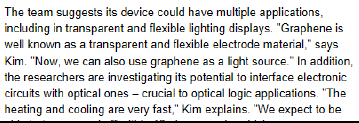 The team suggests its device could have multiple applications,
including in transparent and flexible lighting displays. "Graphene is
well known as a transparent and flexible electrode material," says
Kim. "Now, we can also use graphene as a light source." In addition,
the researchers are investigating its potential to interface electronic
circuits with optical ones – crucial to optical logic applications. "The
heating and cooling are very fast," Kim explains. "We expect to be